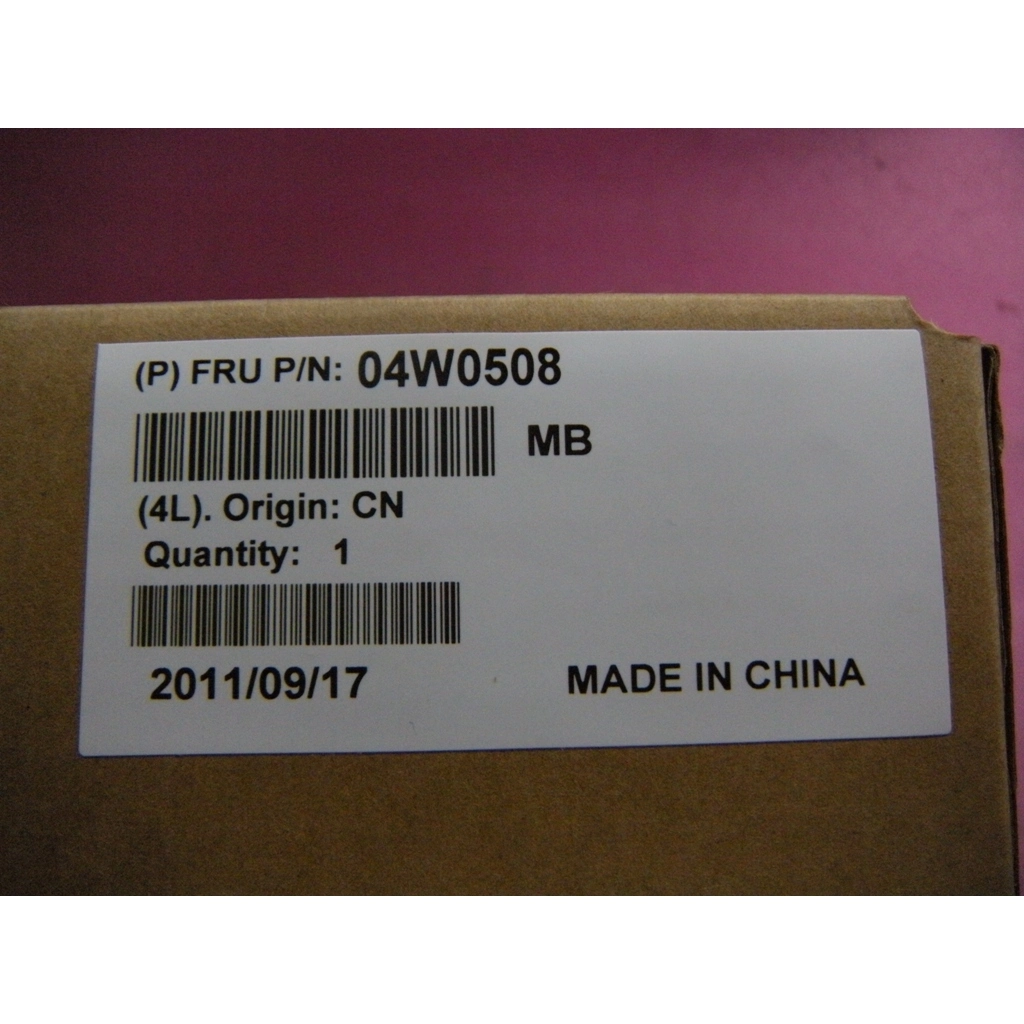 (P) FRU P/N: 04W0508
MB
(4L). Origin: CN
Quantity: 1
2011/09/17 MADE IN CHINA